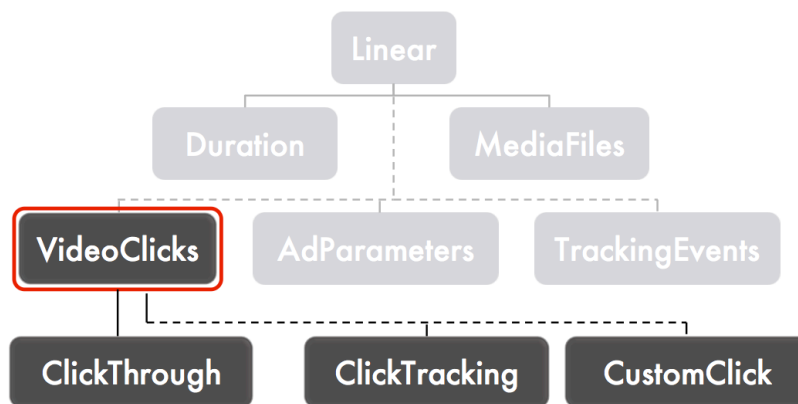 Linear
Duration
MediaFiles
VideoClicks
AdParameters
TrackingEvents
ClickThrough
ClickTracking
CustomClick